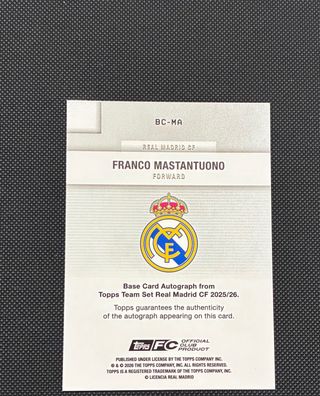 BC-MA
REAL MADRID CF
FRANCO MASTANTUONO
FORWARD
Base Card Autograph from
Topps Team Set Real Madrid CF 2025/26.
Topps guarantees the authenticity
of the autograph appearing on this card.
Topps FC OFFICIAL
CLUB
PRODUCT
PUBLISHED UNDER LICENSE BY THE TOPPS COMPANY INC.
® & © 2026 THE TOPPS COMPANY, INC. ALL RIGHTS RESERVED.
TOPPS IS A REGISTERED TRADEMARK OF THE TOPPS COMPANY, INC.
© LICENCIA REAL MADRID